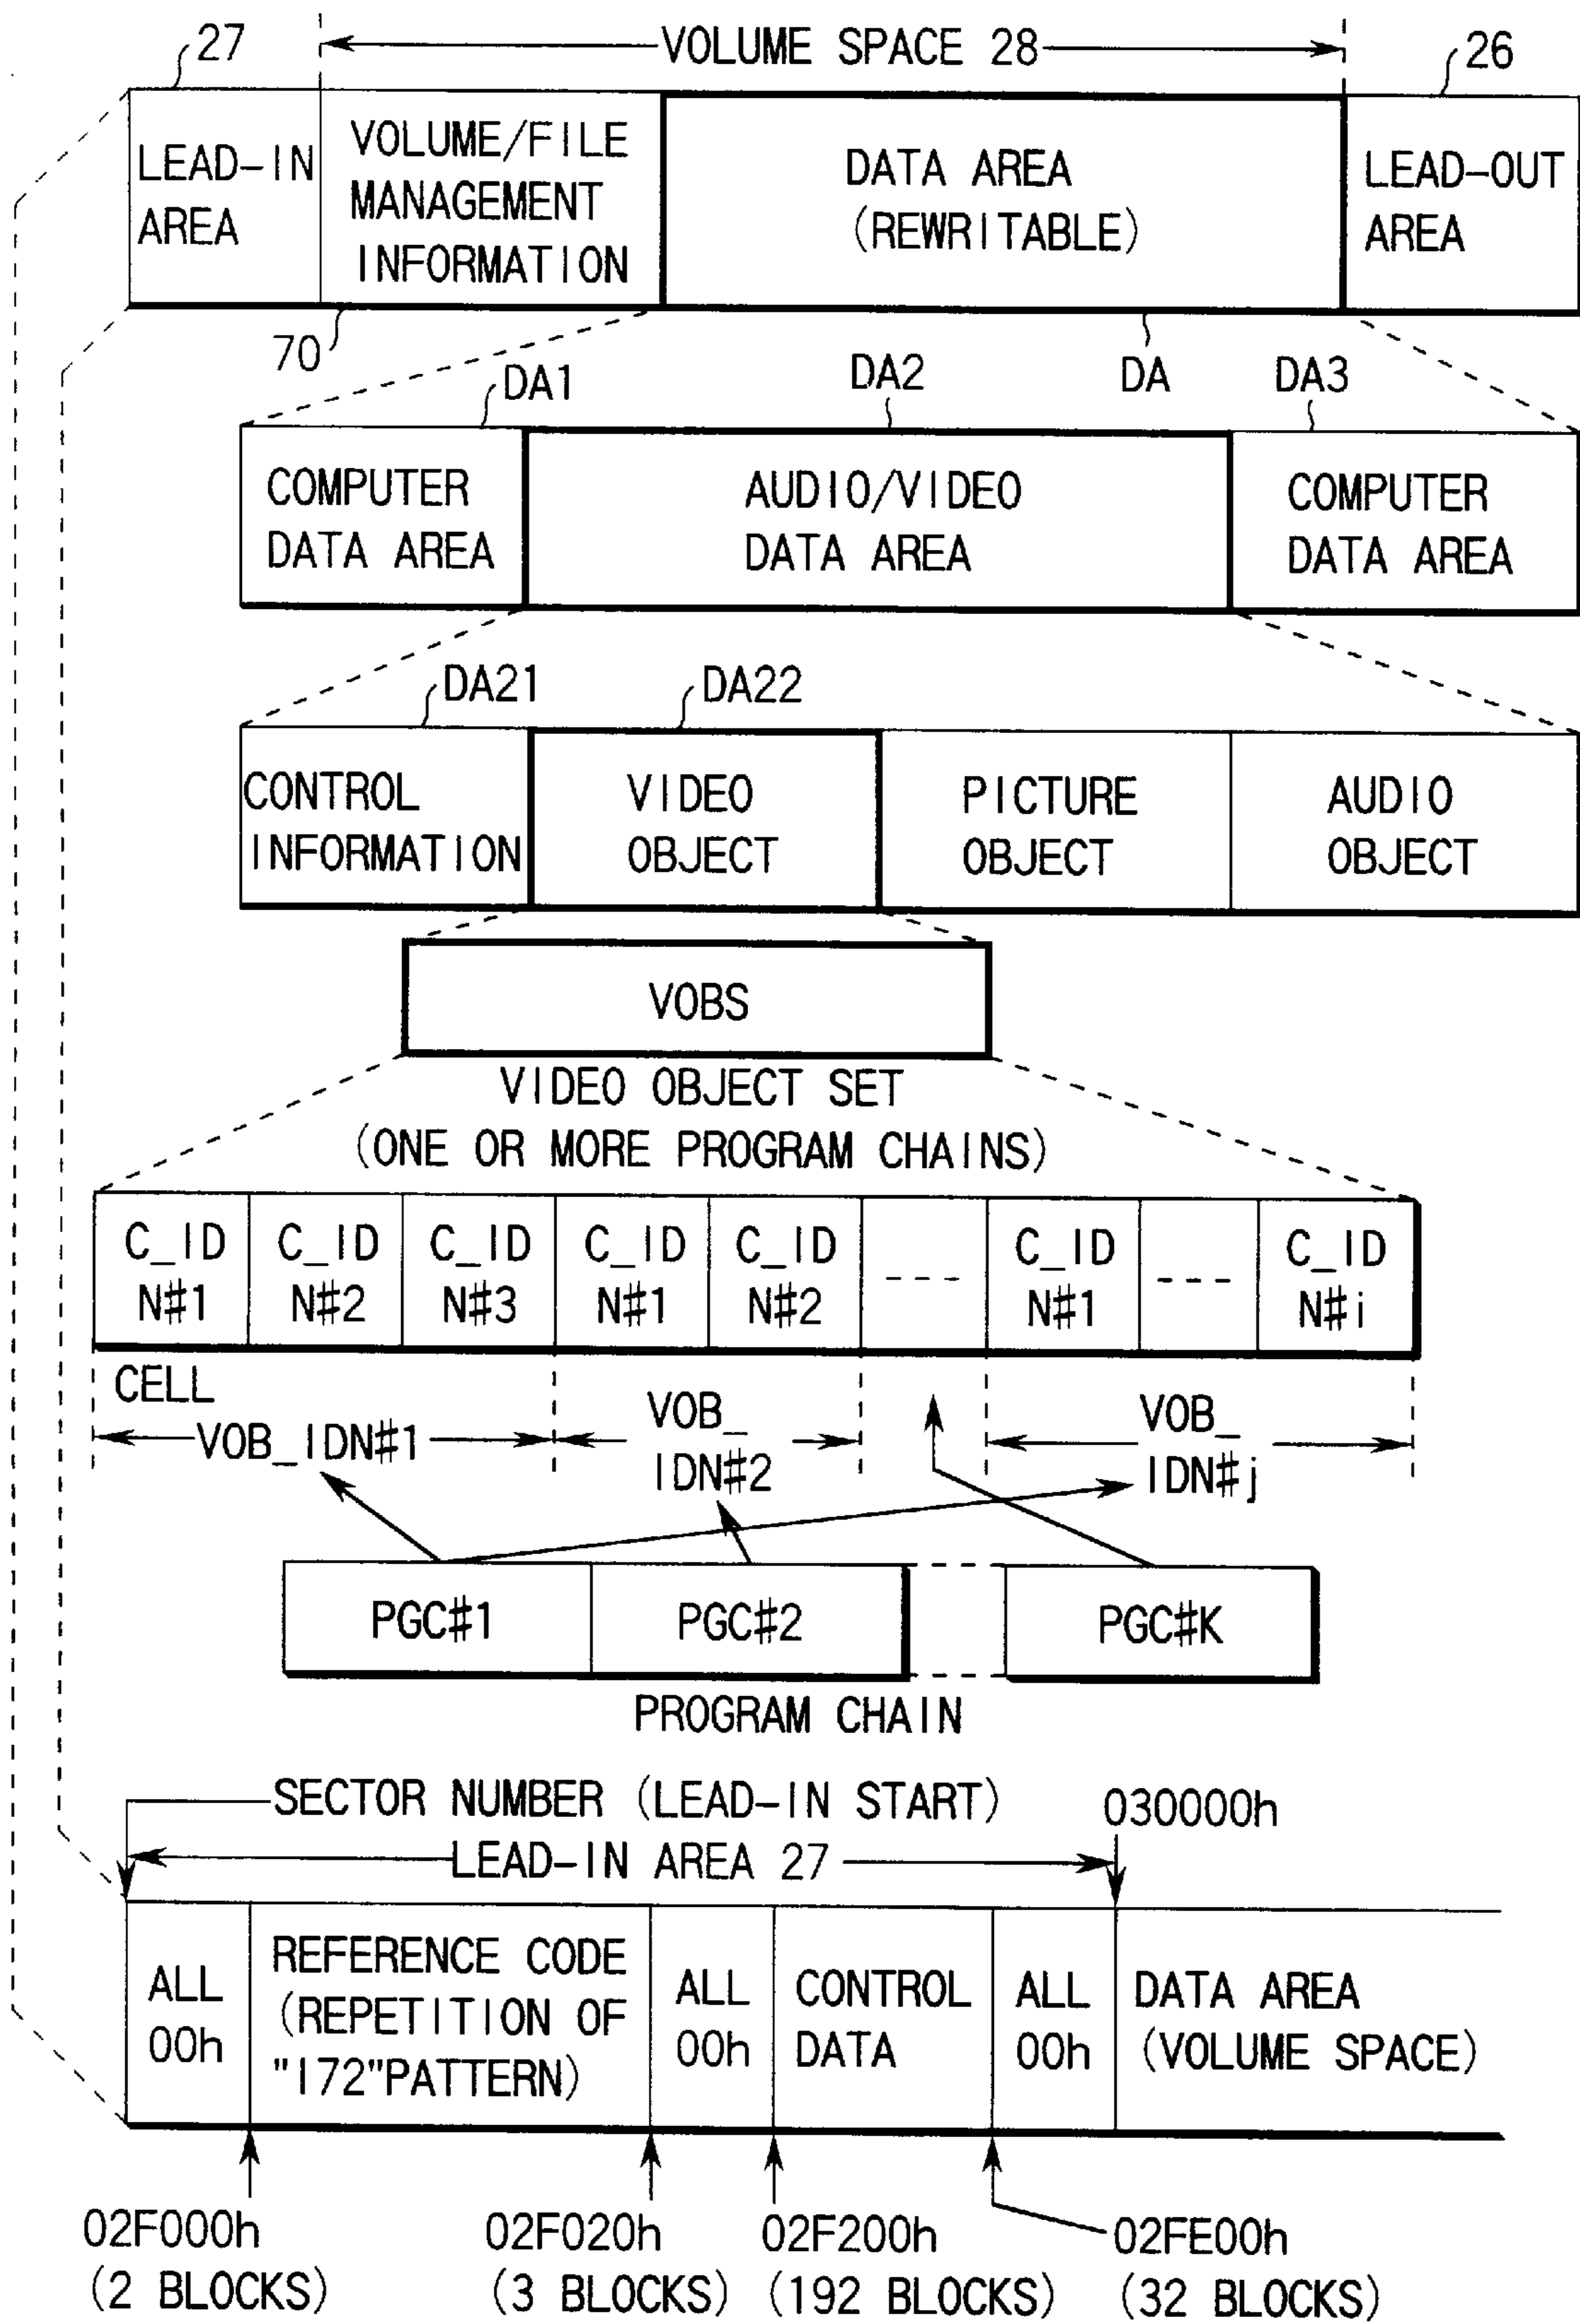 27
VOLUME SPACE 28
26
LEAD-IN
AREA
VOLUME/FILE
MANAGEMENT
INFORMATION
DATA AREA
(REWRITABLE)
LEAD-OUT
AREA
70
DA1
DA2
DA
DA3
COMPUTER
DATA AREA
AUDIO/VIDEO
DATA AREA
COMPUTER
DATA AREA
DA21
DA22
CONTROL
INFORMATION
VIDEO
OBJECT
PICTURE
OBJECT
AUDIO
OBJECT
VOBS
VIDEO OBJECT SET
(ONE OR MORE PROGRAM CHAINS)
C_ID
N#1
C_ID
N#2
C_ID
N#3
C_ID
N#1
C_ID
N#2
----
C_ID
N#1
----
C_ID
N#i
CELL
VOB_IDN#1
VOB_
IDN#2
VOB_
IDN#j
PGC#1
PGC#2
PGC#K
PROGRAM CHAIN
SECTOR NUMBER (LEAD-IN START)
030000h
LEAD-IN AREA 27
ALL
00h
REFERENCE CODE
(REPETITION OF
"172"PATTERN)
ALL
00h
CONTROL
DATA
ALL
00h
DATA AREA
(VOLUME SPACE)
02F000h
(2 BLOCKS)
02F020h
(3 BLOCKS)
02F200h
(192 BLOCKS)
02FE00h
(32 BLOCKS)